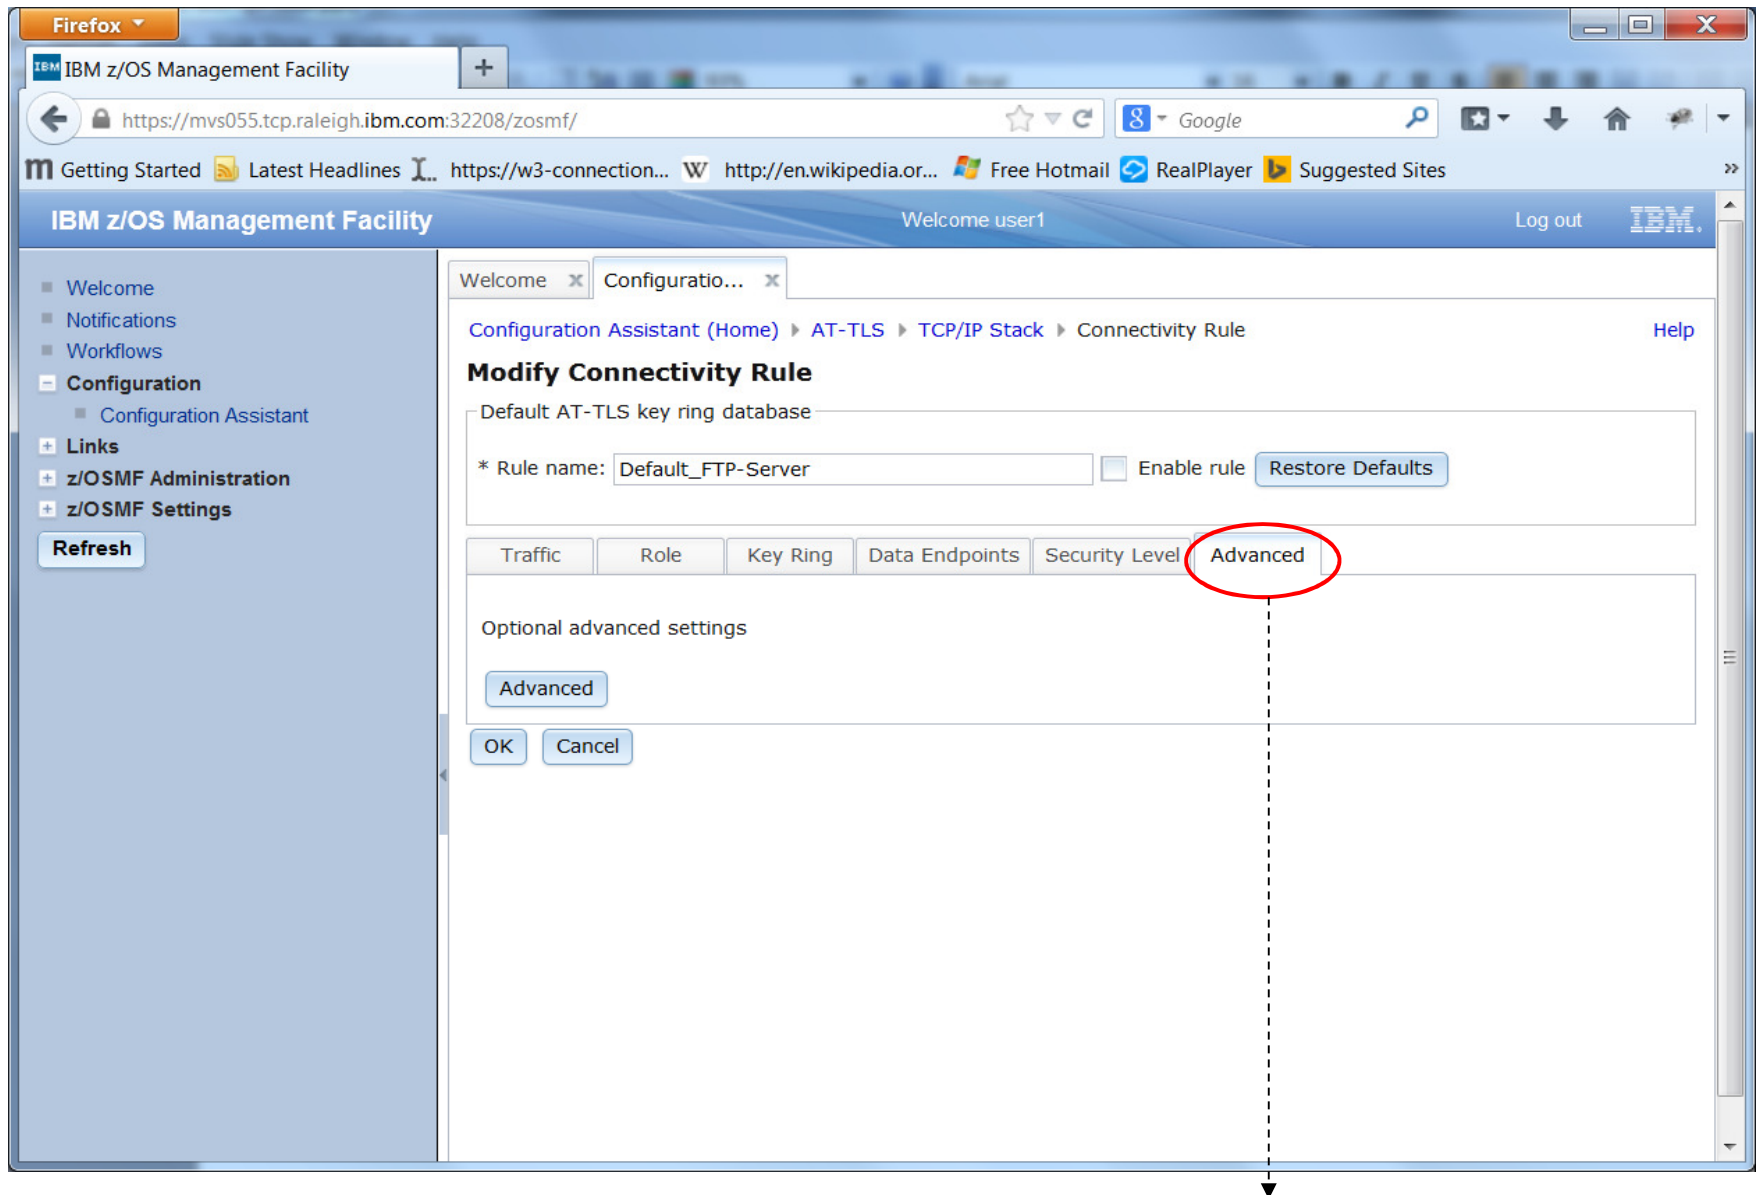 Firefox
IBM IBM z/OS Management Facility
https://mvs055.tcp.raleigh.ibm.com:32208/zosmf/
8 Google
m Getting Started Latest Headlines I.. https://w3-connection... W http://en.wikipedia.or... Free Hotmail RealPlayer Suggested Sites »
IBM z/OS Management Facility Welcome user1 Log out IBM.
Welcome
Notifications
Workflows
Configuration
Configuration Assistant
Links
z/OSMF Administration
z/OSMF Settings
Refresh
Welcome x Configuratio... x
Configuration Assistant (Home) AT-TLS TCP/IP Stack Connectivity Rule Help
Modify Connectivity Rule
Default AT-TLS key ring database
* Rule name: Default_FTP-Server Enable rule Restore Defaults
Traffic Role Key Ring Data Endpoints Security Level Advanced
Optional advanced settings
Advanced
OK Cancel